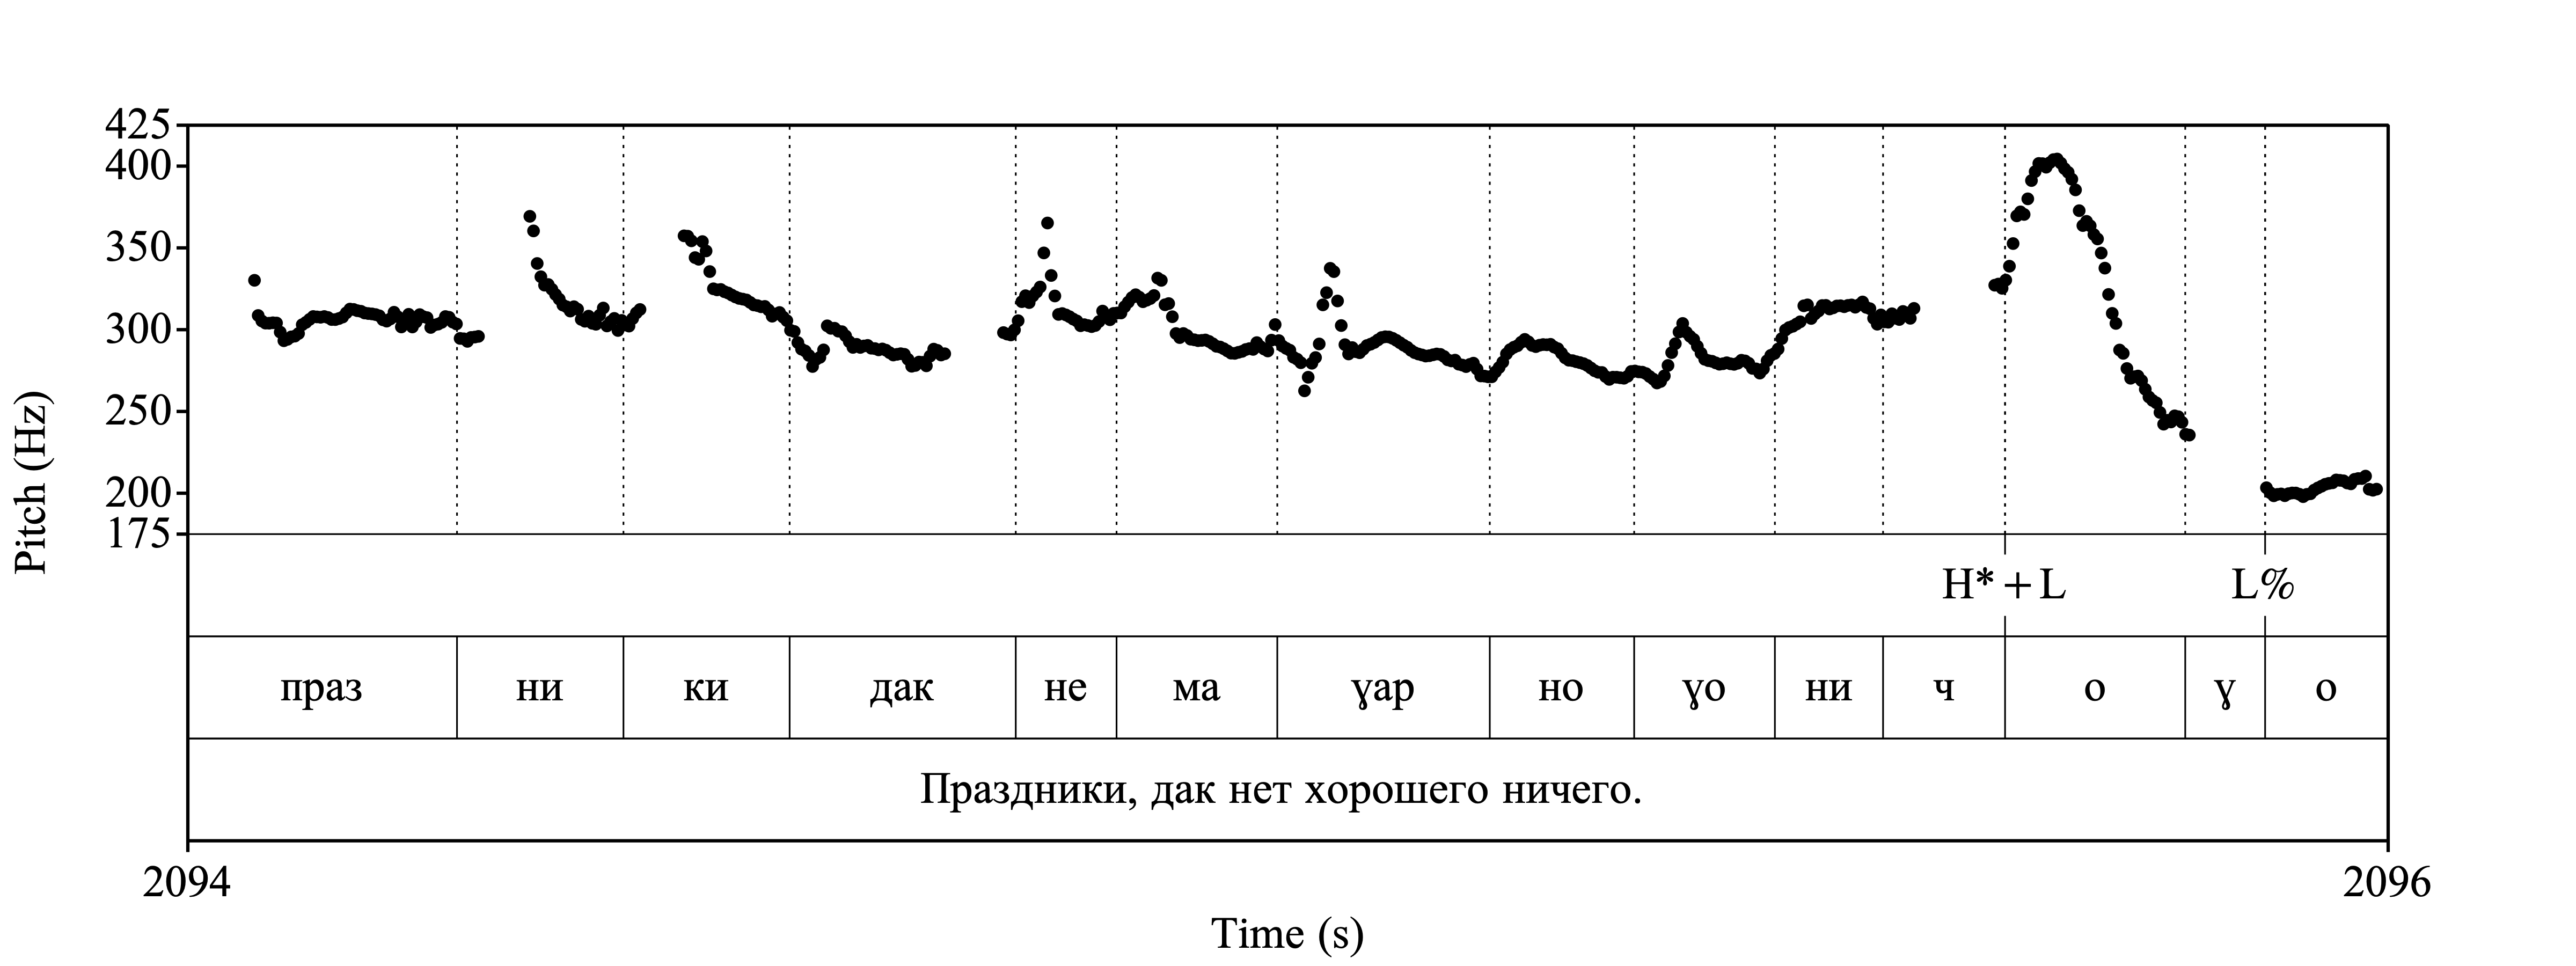 425
400
350
300
250
200
175
Pitch (Hz)
H*+L L%
праз ни ки дак не ма ɣар но ɣо ни ч о ɣ о
Праздники, дак нет хорошего ничего.
2094 2096
Time (s)